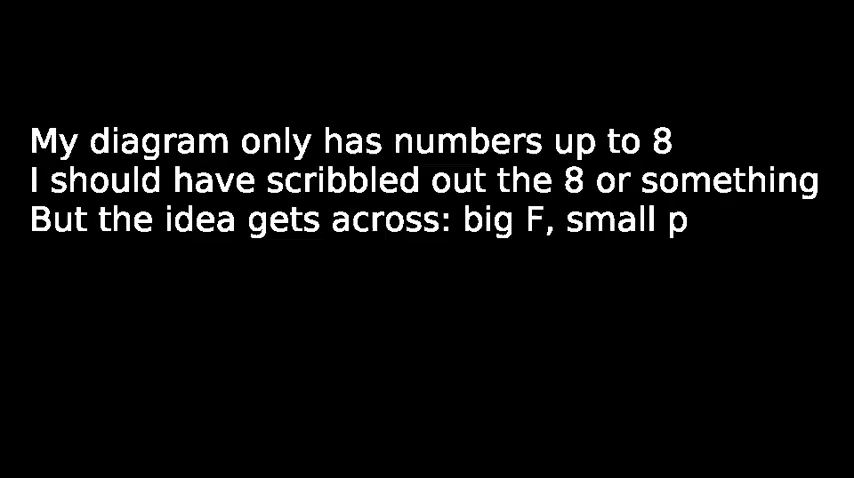 My diagram only has numbers up to 8
I should have scribbled out the 8 or something
But the idea gets across: big F, small p